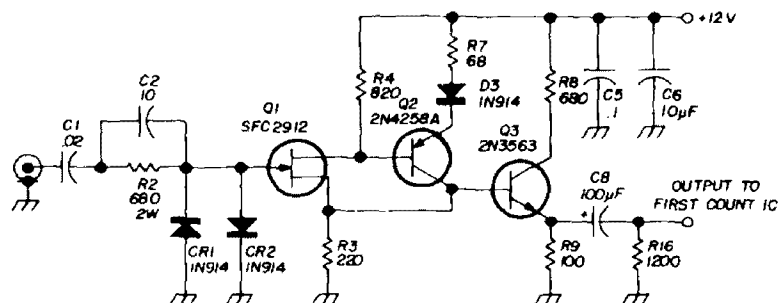 +12V
R7
68
R4
820
D3
1N914
R8
680
C5
.1
C6
10µF
C2
10
Q1
SFC2912
Q2
2N4258A
Q3
2N3563
C1
.02
R2
680
2W
C8
100µF
+
OUTPUT TO
FIRST COUNT IC
CR1
1N914
CR2
1N914
R3
220
R9
100
R16
1200